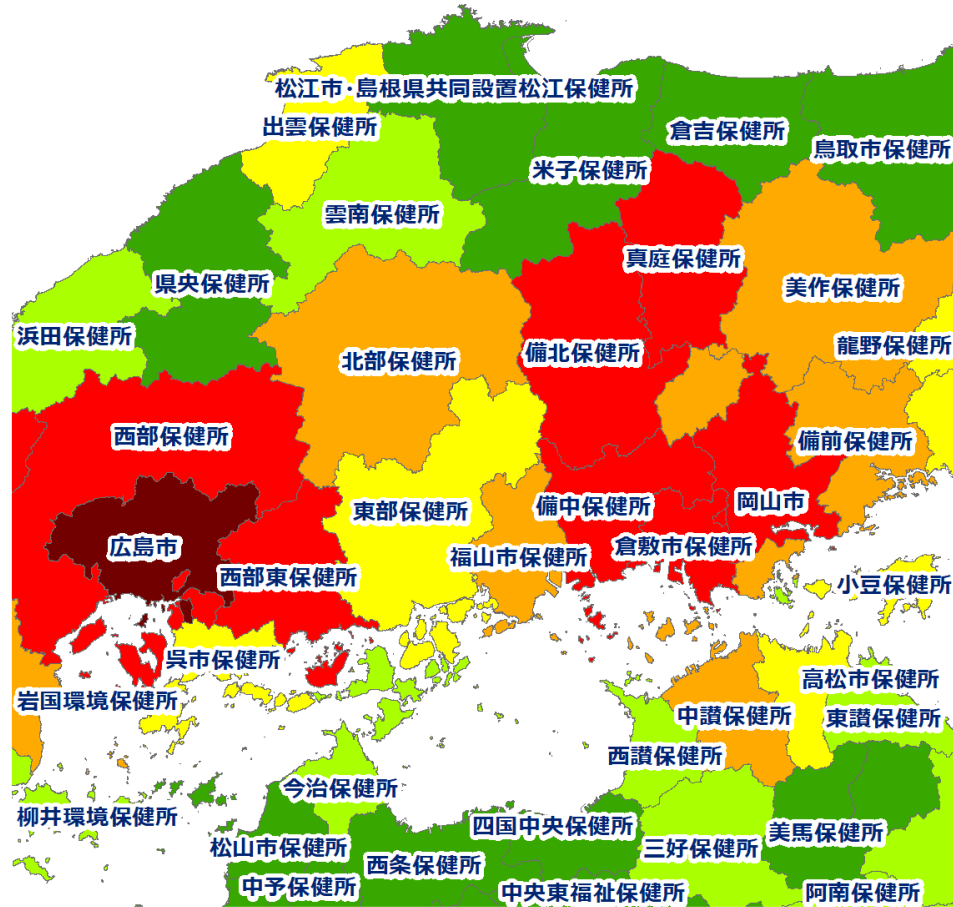 松江市・島根県共同設置松江保健所
出雲保健所
倉吉保健所
鳥取市保健所
米子保健所
雲南保健所
真庭保健所
県央保健所
美作保健所
浜田保健所
龍野保健所
北部保健所
備北保健所
西部保健所
備前保健所
岡山市
備中保健所
東部保健所
広島市
倉敷市保健所
福山市保健所
西部東保健所
小豆保健所
呉市保健所
高松市保健所
岩国環境保健所
中讃保健所
東讃保健所
西讃保健所
今治保健所
柳井環境保健所
四国中央保健所
美馬保健所
松山市保健所
三好保健所
西条保健所
中予保健所
中央東福祉保健所
阿南保健所